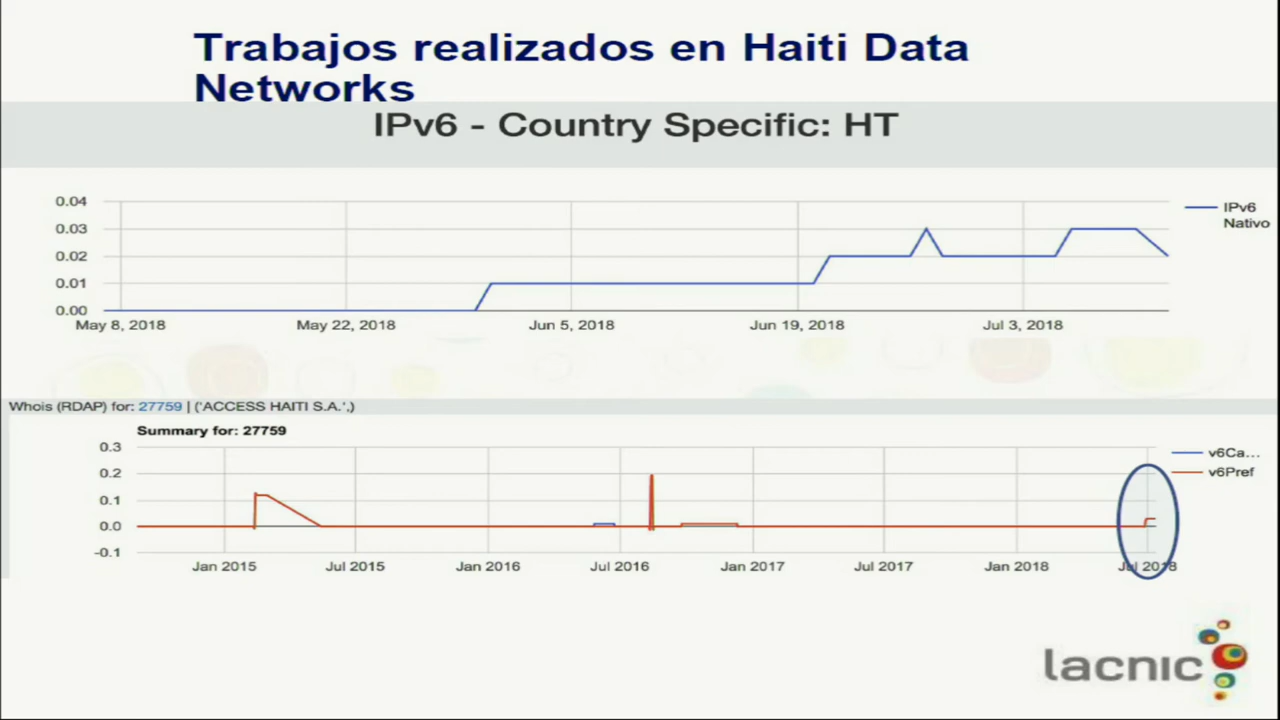 Trabajos realizados en Haiti Data
Networks
IPv6 - Country Specific: HT
0.04
0.03
0.02
0.01
0.00
May 8, 2018
May 22, 2018
Jun 5, 2018
Jun 19, 2018
Jul 3, 2018
IPv6
Nativo
Whois (RDAP) for: 27759 | ('ACCESS HAITI S.A.',)
Summary for: 27759
0.3
0.2
0.1
0.0
-0.1
Jan 2015
Jul 2015
Jan 2016
Jul 2016
Jan 2017
Jul 2017
Jan 2018
Jul 2018
v6Ca...
v6Pref
lacnic